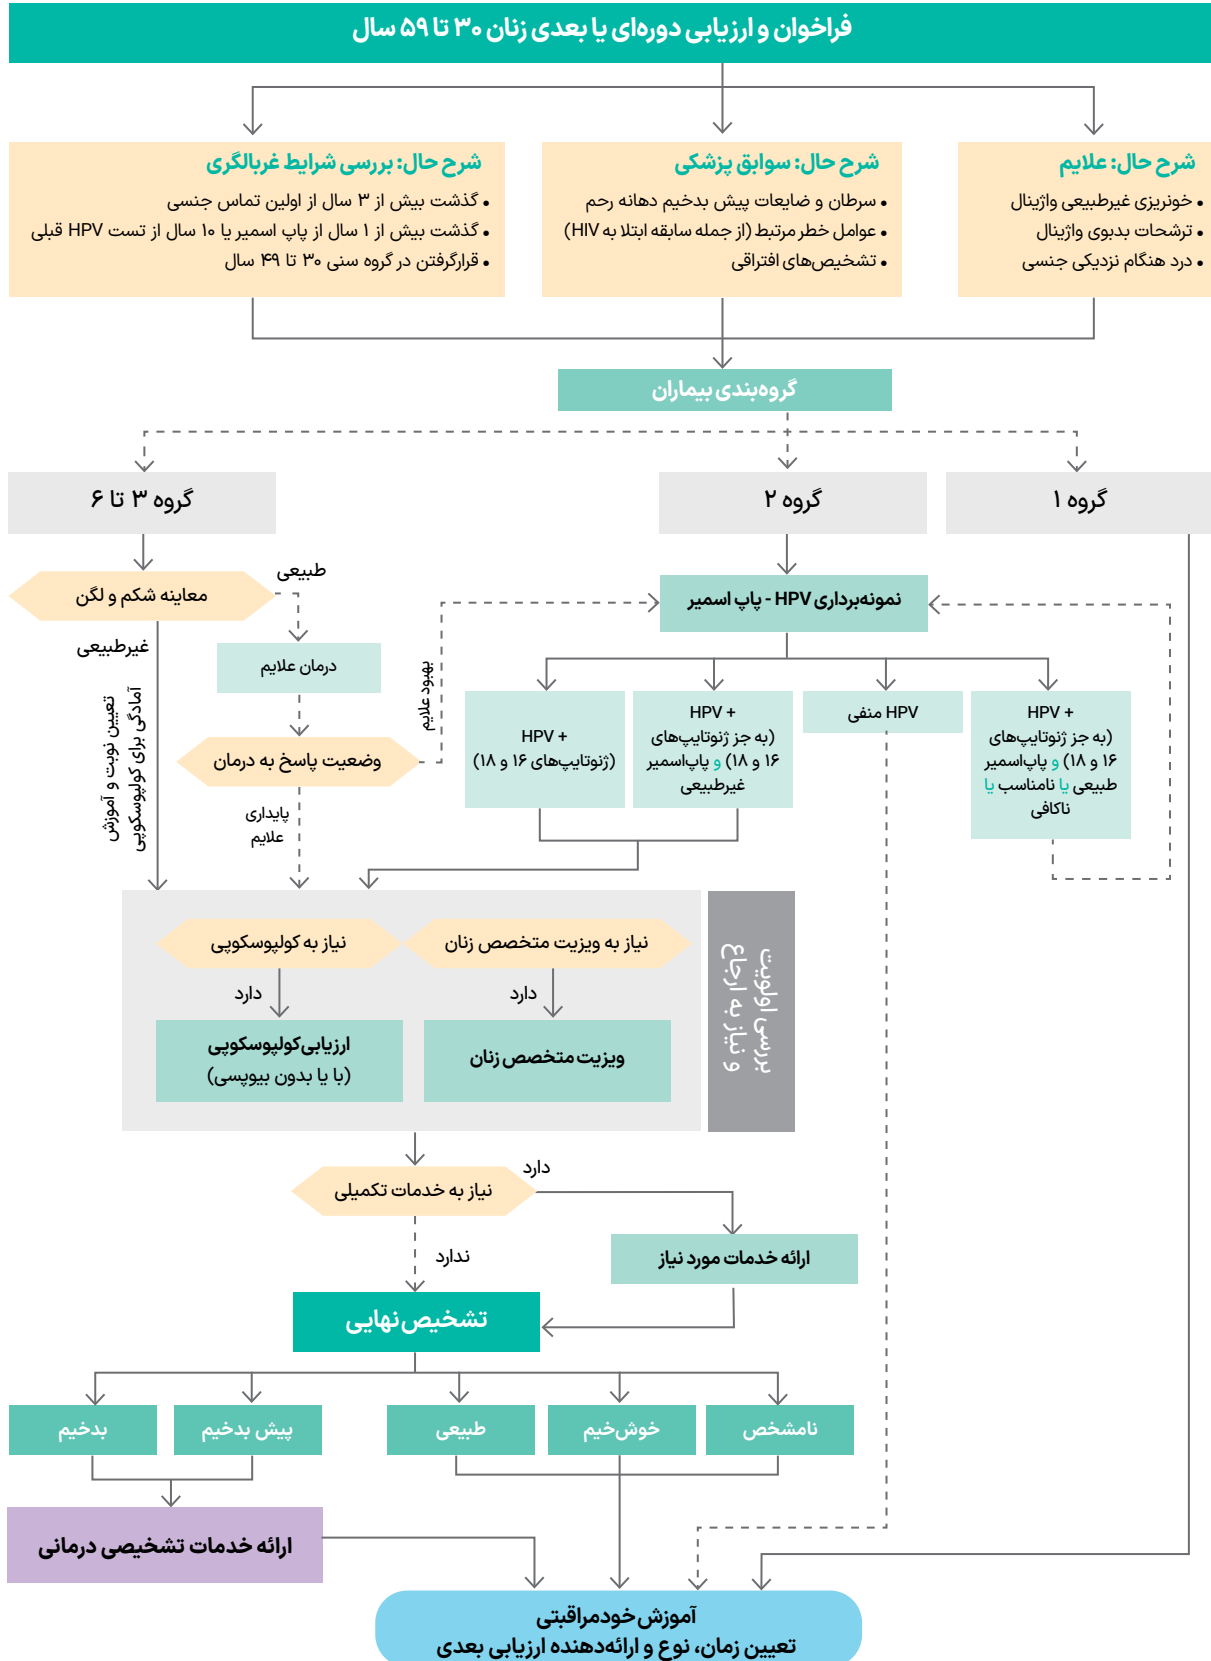 فراخوان و ارزیابی دوره‌ای یا بعدی زنان ۳۰ تا ۵۹ سال
شرح حال: علایم
• خونریزی غیرطبیعی واژینال
• ترشحات بدبوی واژینال
• درد هنگام نزدیکی جنسی
شرح حال: سوابق پزشکی
• سرطان و ضایعات پیش بدخیم دهانه رحم
• عوامل خطر مرتبط (از جمله سابقه ابتلا به HIV)
• تشخیص‌های افتراقی
شرح حال: بررسی شرایط غربالگری
• گذشت بیش از ۳ سال از اولین تماس جنسی
• گذشت بیش از ۱ سال از پاپ اسمیر یا ۱۰ سال از تست HPV قبلی
• قرارگرفتن در گروه سنی ۳۰ تا ۴۹ سال
گروه‌بندی بیماران
گروه ۱
گروه ۲
گروه ۳ تا ۶
نمونه‌برداری HPV - پاپ اسمیر
معاینه شکم و لگن
طبیعی
غیرطبیعی
درمان علایم
وضعیت پاسخ به درمان
بهبود علایم
پایداری
علایم
تعیین نوبت و آموزش
آمادگی برای کولپوسکوپی
HPV +
(به جز ژنوتایپ‌های
۱۶ و ۱۸) و پاپ‌اسمیر
طبیعی یا نامناسب یا
ناکافی
HPV منفی
HPV +
(به جز ژنوتایپ‌های
۱۶ و ۱۸) و پاپ‌اسمیر
غیرطبیعی
HPV +
(ژنوتایپ‌های ۱۶ و ۱۸)
بررسی اولویت
و نیاز به ارجاع
نیاز به ویزیت متخصص زنان
نیاز به کولپوسکوپی
دارد
دارد
ویزیت متخصص زنان
ارزیابی‌کولپوسکوپی
(با یا بدون بیوپسی)
نیاز به خدمات تکمیلی
دارد
ندارد
ارائه خدمات مورد نیاز
تشخیص نهایی
نامشخص
خوش‌خیم
طبیعی
پیش بدخیم
بدخیم
ارائه خدمات تشخیصی درمانی
آموزش خودمراقبتی
تعیین زمان، نوع و ارائه‌دهنده ارزیابی بعدی